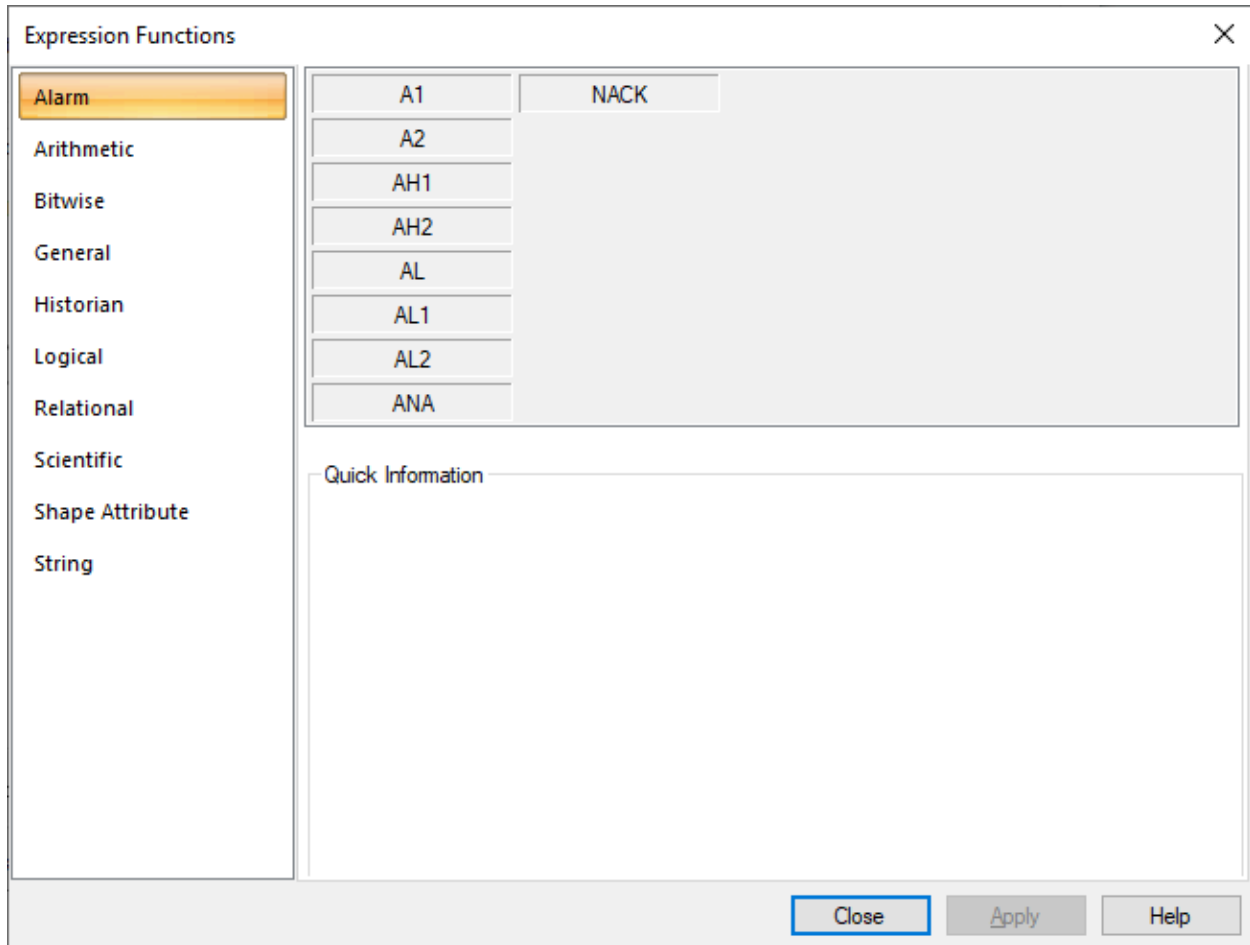 Expression Functions
Alarm
Arithmetic
Bitwise
General
Historian
Logical
Relational
Scientific
Shape Attribute
String
A1 NACK
A2
AH1
AH2
AL
AL1
AL2
ANA
Quick Information
Close Apply Help